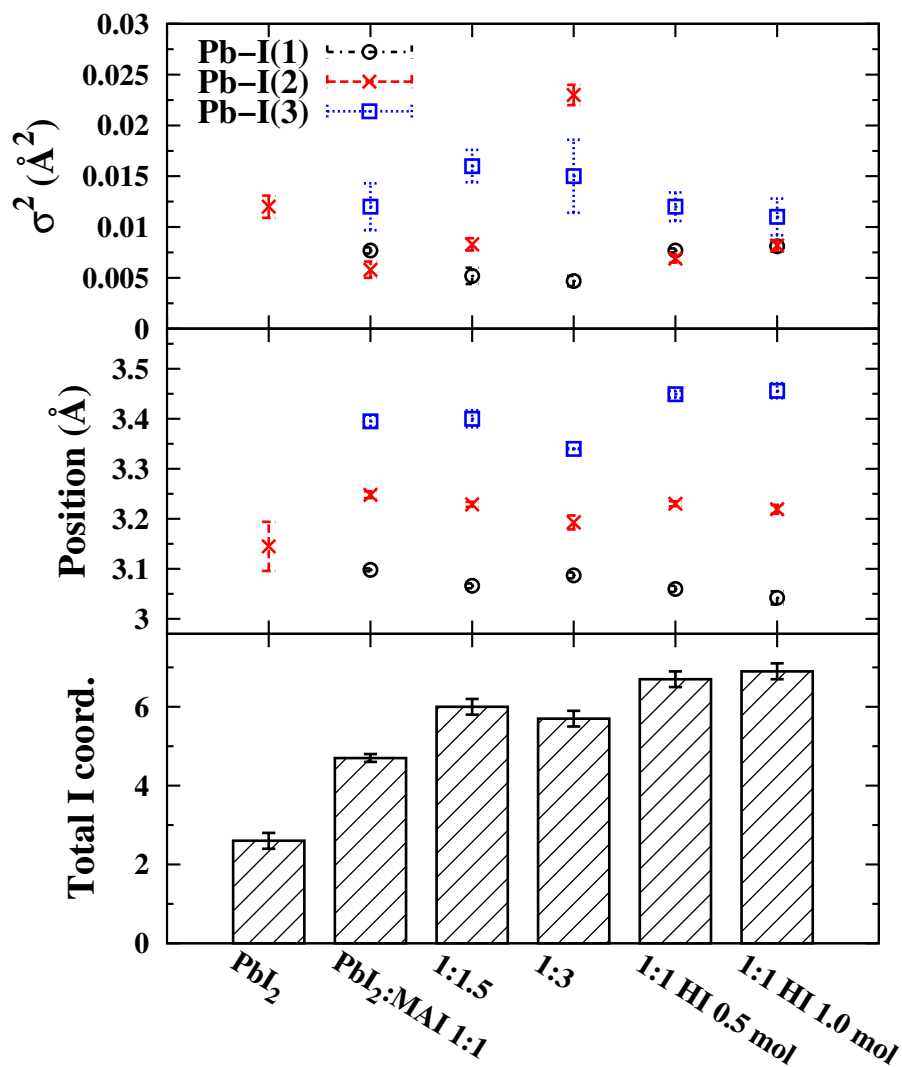 0.03
0.025
0.02
0.015
0.01
0.005
0
σ² (Å²)
Pb−I(1)
Pb−I(2)
Pb−I(3)
3.5
3.4
3.3
3.2
3.1
3
Position (Å)
6
4
2
0
Total I coord.
PbI₂
PbI₂:MAI 1:1
1:1.5
1:3
1:1 HI 0.5 mol
1:1 HI 1.0 mol